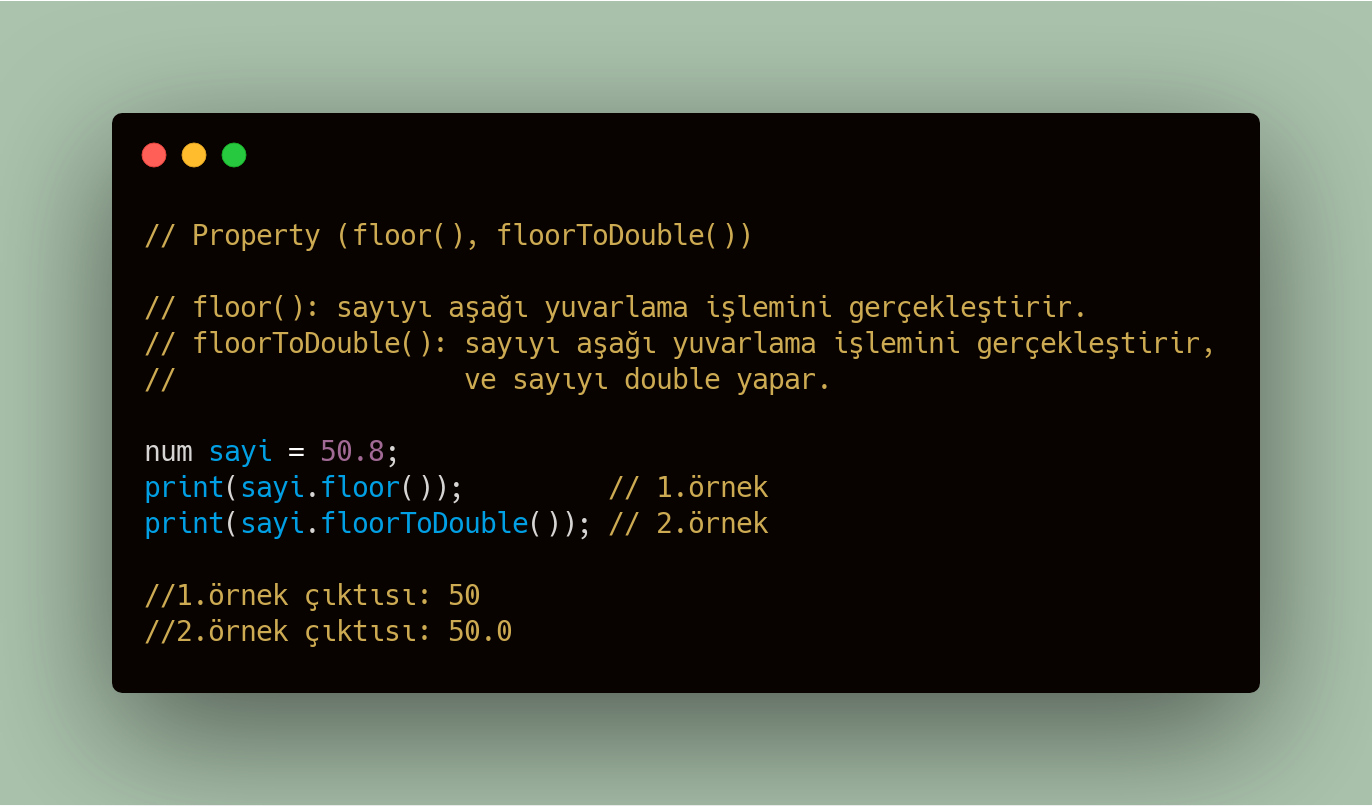 // Property (floor(), floorToDouble())
// floor(): sayıyı aşağı yuvarlama işlemini gerçekleştirir.
// floorToDouble(): sayıyı aşağı yuvarlama işlemini gerçekleştirir,
//                  ve sayıyı double yapar.
num sayi = 50.8;
print(sayi.floor());         // 1.örnek
print(sayi.floorToDouble()); // 2.örnek
//1.örnek çıktısı: 50
//2.örnek çıktısı: 50.0